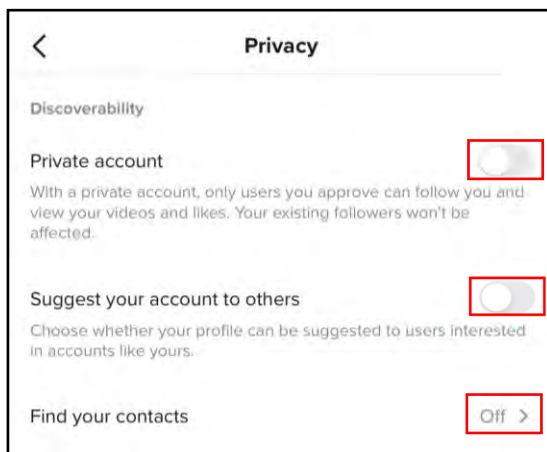 Privacy
Discoverability
Private account
With a private account, only users you approve can follow you and
view your videos and likes. Your existing followers won't be
affected.
Suggest your account to others
Choose whether your profile can be suggested to users interested
in accounts like yours.
Find your contacts Off